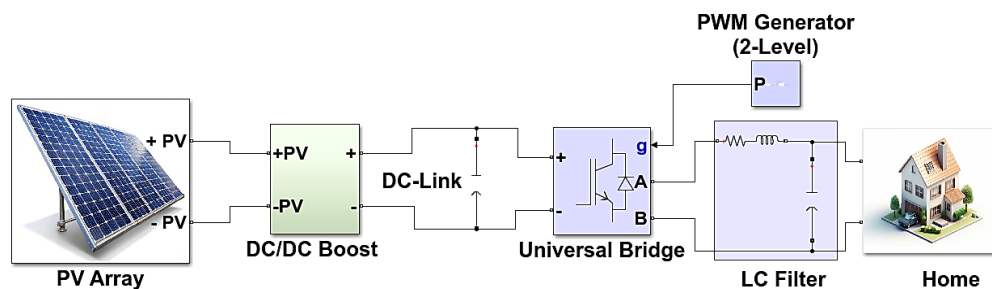 PWM Generator
(2-Level)
P
+ PV
- PV
PV Array
+PV
-PV
+
-
DC/DC Boost
DC-Link
+
-
g
A
B
Universal Bridge
LC Filter
Home